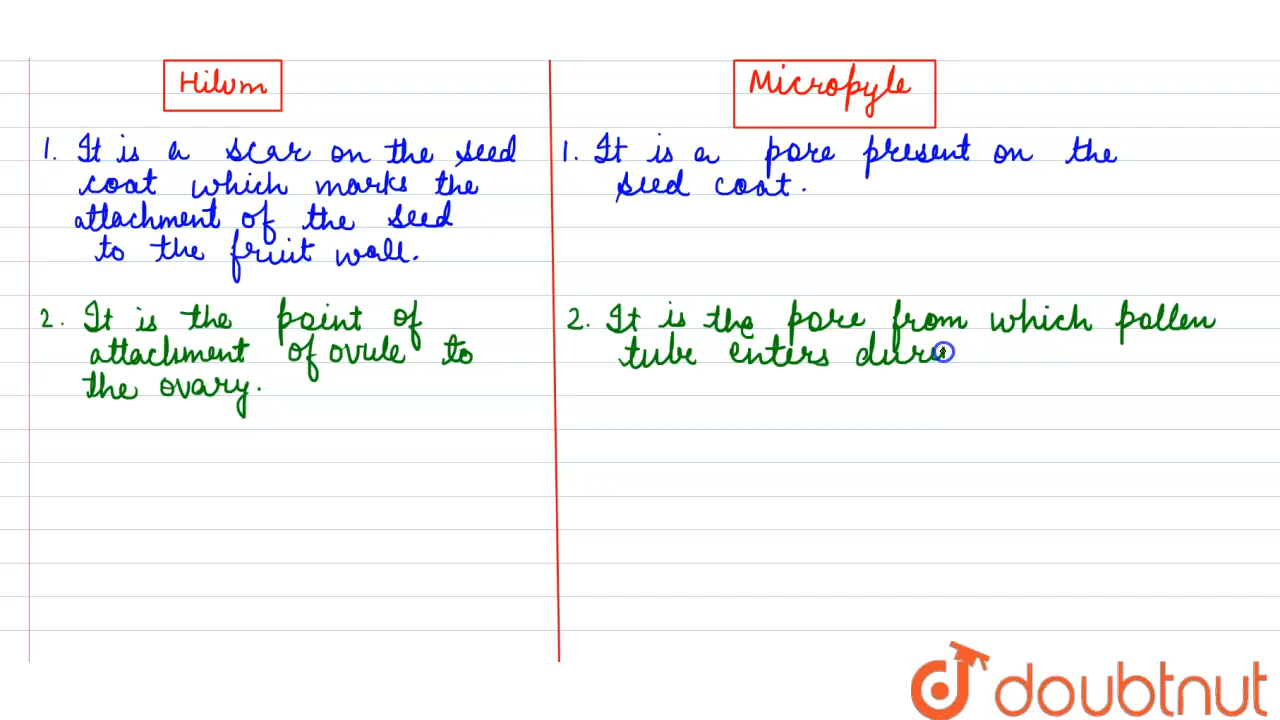 Hilum
1. It is a scar on the seed
coat which marks the
attachment of the seed
to the fruit wall.
2. It is the point of
attachment of ovule to
the ovary.
Micropyle
1. It is a pore present on the
seed coat.
2. It is the pore from which pollen
tube enters duri
doubtnut